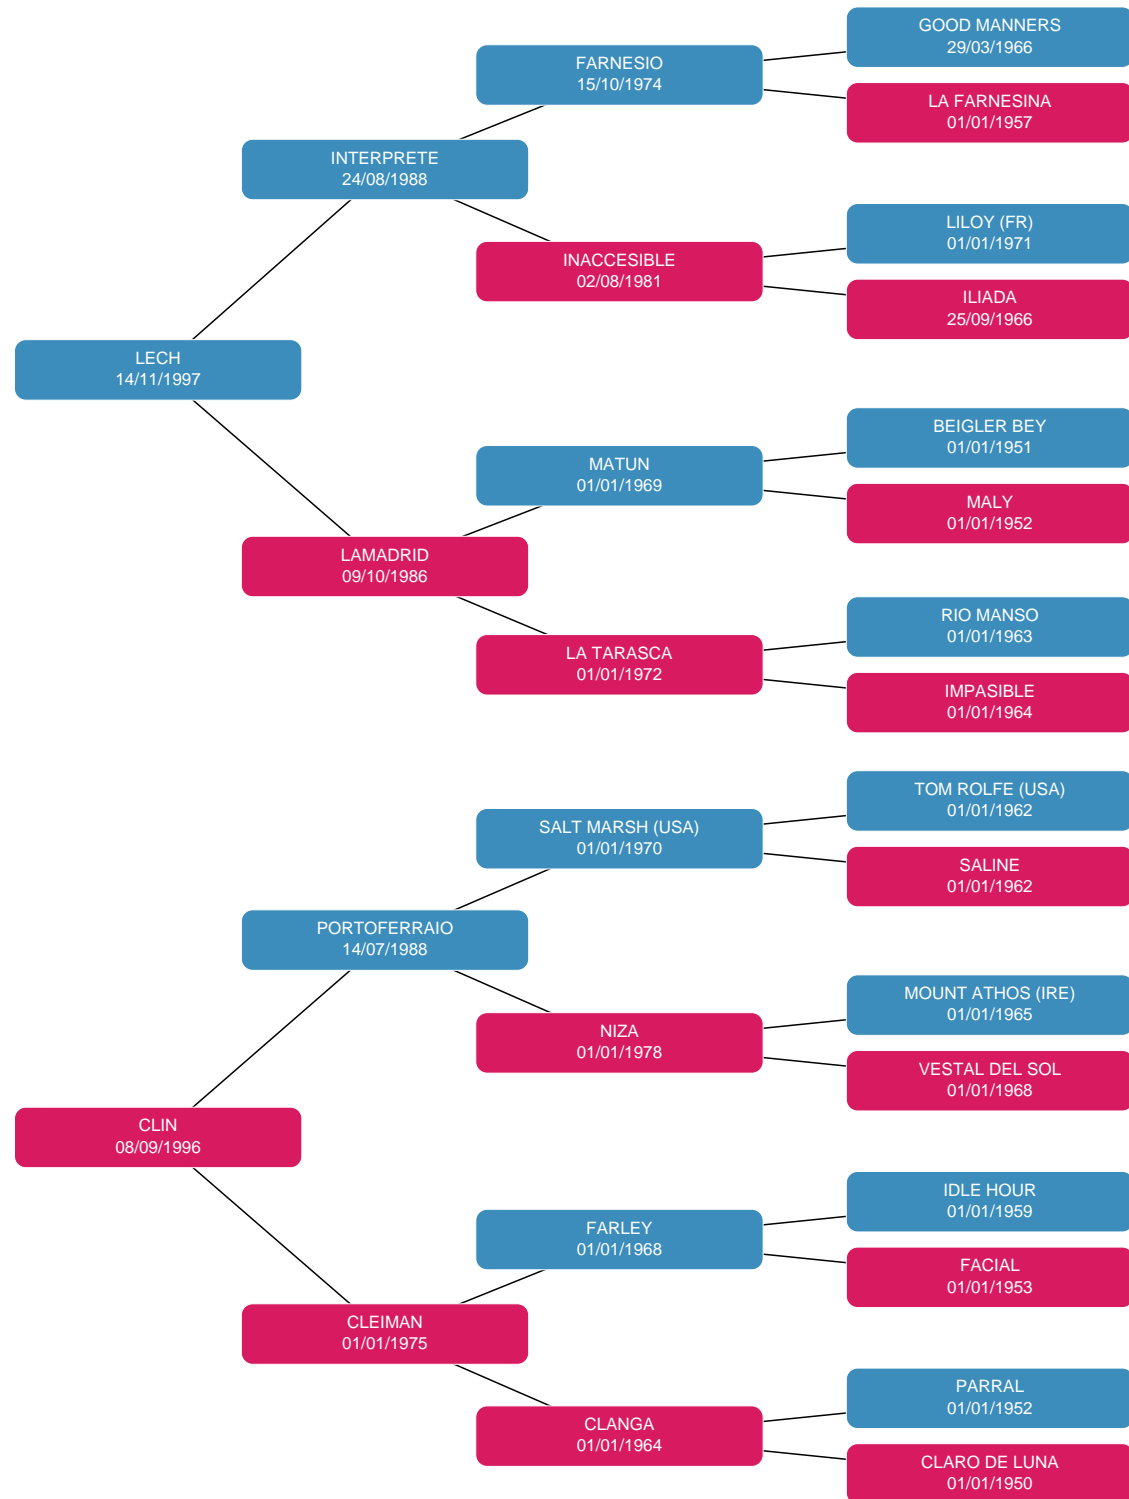 GOOD MANNERS
29/03/1966
FARNESIO
15/10/1974
LA FARNESINA
01/01/1957
INTERPRETE
24/08/1988
LILOY (FR)
01/01/1971
INACCESIBLE
02/08/1981
ILIADA
25/09/1966
LECH
14/11/1997
BEIGLER BEY
01/01/1951
MATUN
01/01/1969
MALY
01/01/1952
LAMADRID
09/10/1986
RIO MANSO
01/01/1963
LA TARASCA
01/01/1972
IMPASIBLE
01/01/1964
TOM ROLFE (USA)
01/01/1962
SALT MARSH (USA)
01/01/1970
SALINE
01/01/1962
PORTOFERRAIO
14/07/1988
MOUNT ATHOS (IRE)
01/01/1965
NIZA
01/01/1978
VESTAL DEL SOL
01/01/1968
CLIN
08/09/1996
IDLE HOUR
01/01/1959
FARLEY
01/01/1968
FACIAL
01/01/1953
CLEIMAN
01/01/1975
PARRAL
01/01/1952
CLANGA
01/01/1964
CLARO DE LUNA
01/01/1950